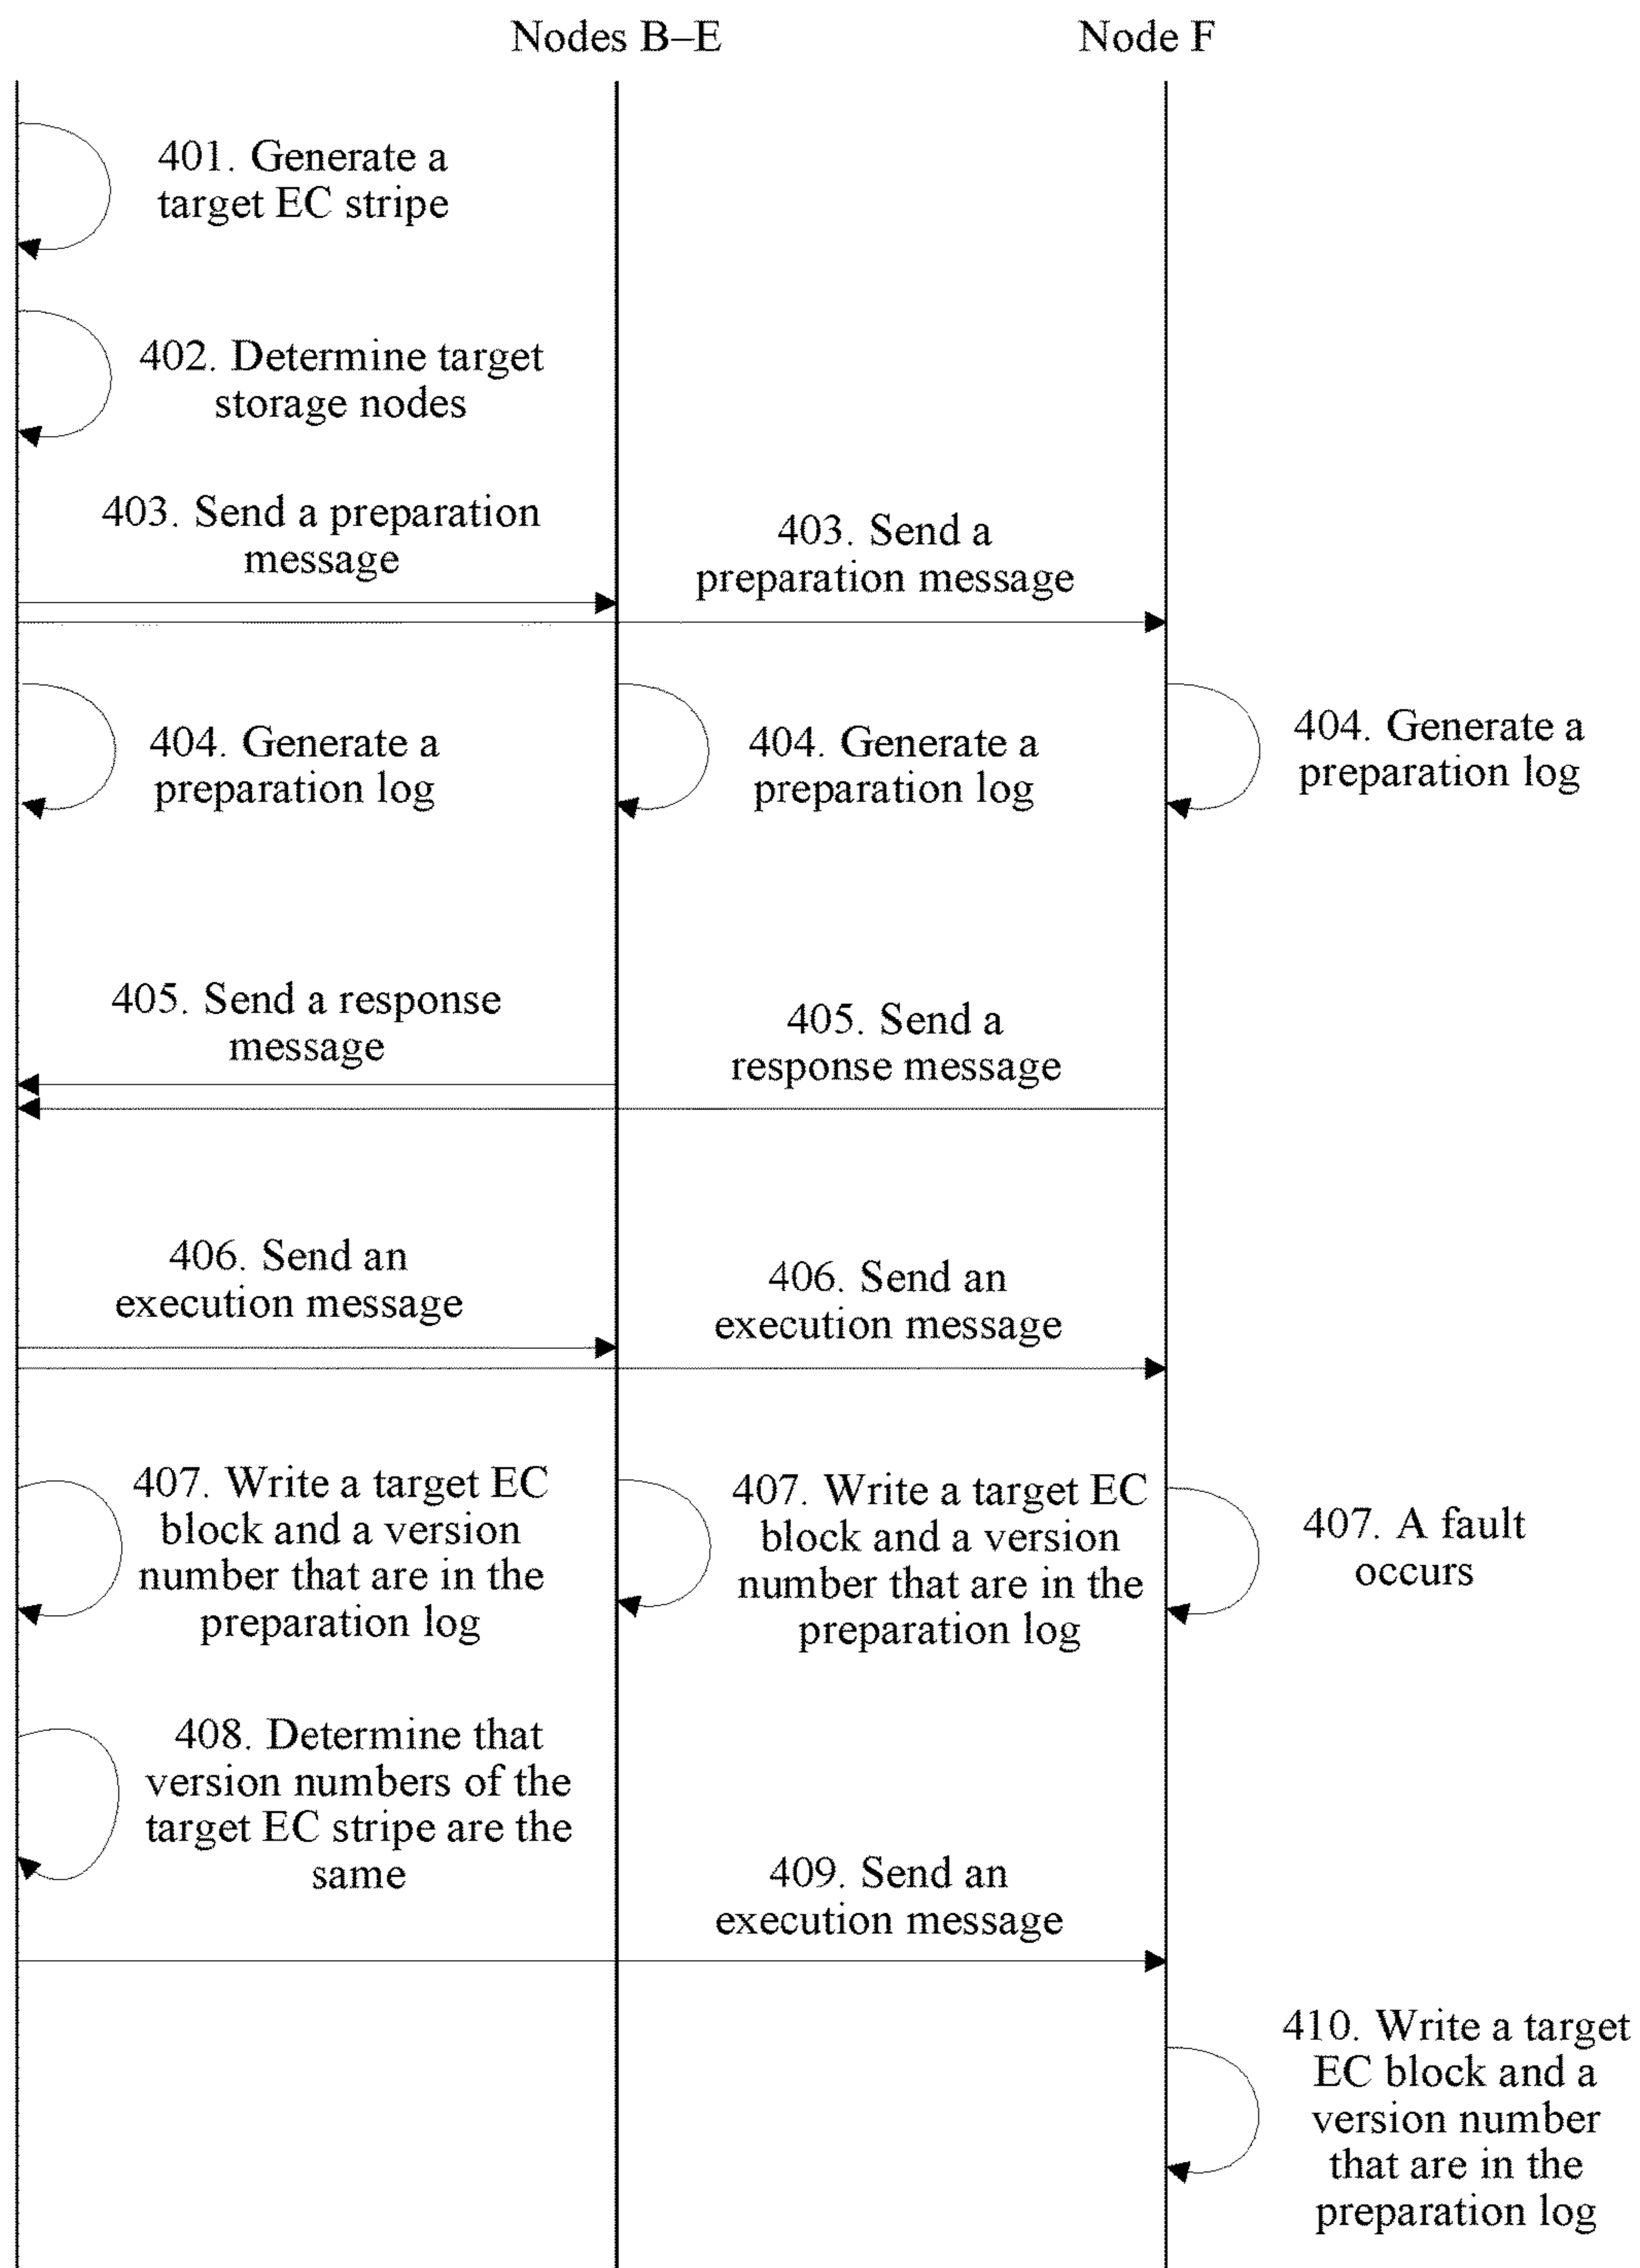 Nodes B–E
Node F
401. Generate a
target EC stripe
402. Determine target
storage nodes
403. Send a preparation
message
403. Send a
preparation message
404. Generate a
preparation log
404. Generate a
preparation log
404. Generate a
preparation log
405. Send a response
message
405. Send a
response message
406. Send an
execution message
406. Send an
execution message
407. Write a target EC
block and a version
number that are in the
preparation log
407. Write a target EC
block and a version
number that are in the
preparation log
407. A fault
occurs
408. Determine that
version numbers of the
target EC stripe are the
same
409. Send an
execution message
410. Write a target
EC block and a
version number
that are in the
preparation log